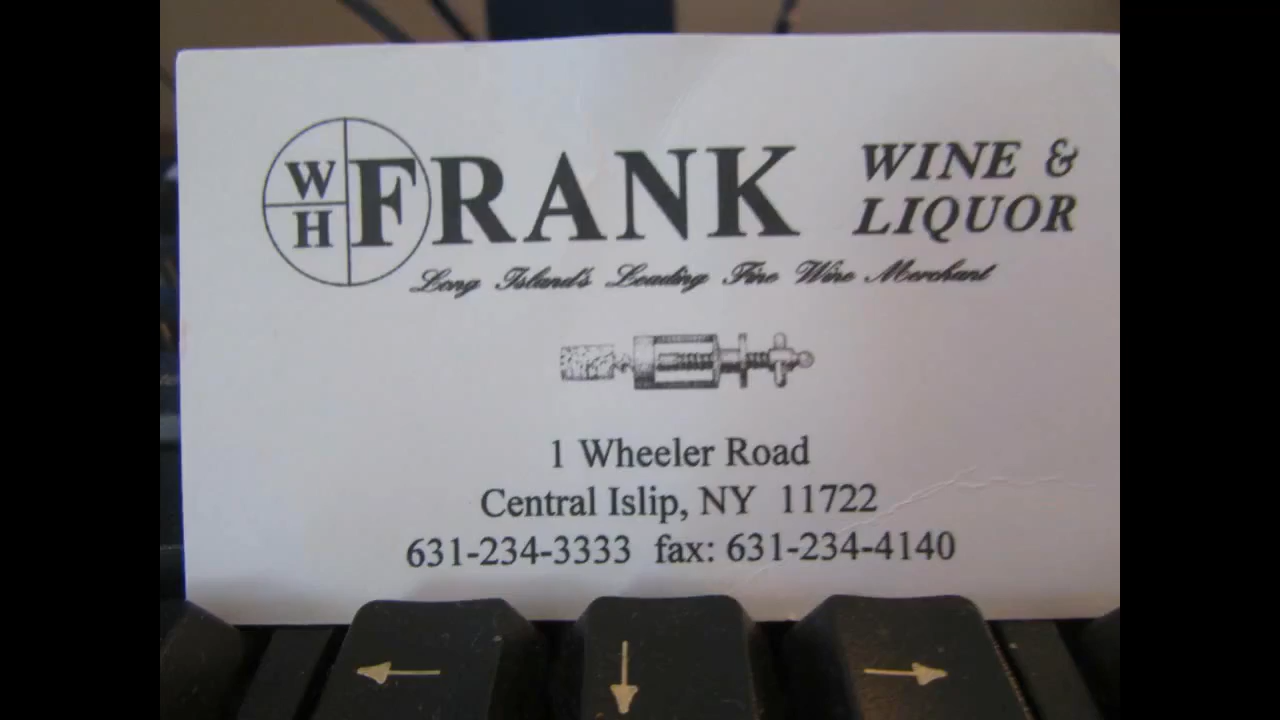 WH FRANK WINE & LIQUOR
Long Island's Leading Fine Wine Merchant
1 Wheeler Road
Central Islip, NY 11722
631-234-3333 fax: 631-234-4140